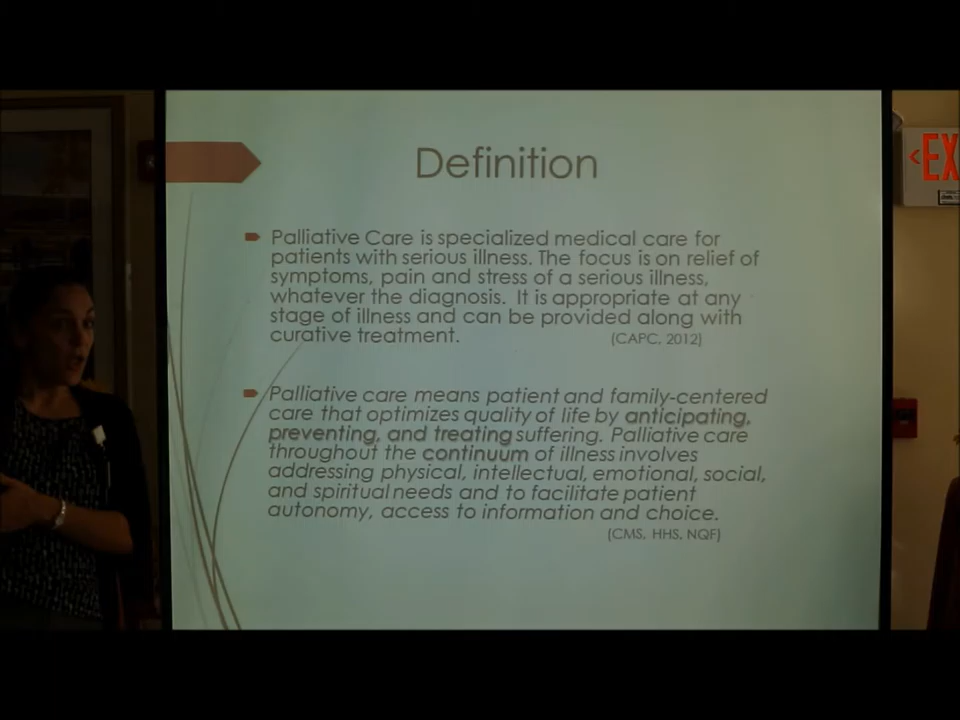 Definition
Palliative Care is specialized medical care for
patients with serious illness. The focus is on relief of
symptoms, pain and stress of a serious illness,
whatever the diagnosis. It is appropriate at any
stage of illness and can be provided along with
curative treatment. (CAPC, 2012)
Palliative care means patient and family-centered
care that optimizes quality of life by anticipating,
preventing, and treating suffering. Palliative care
throughout the continuum of illness involves
addressing physical, intellectual, emotional, social,
and spiritual needs and to facilitate patient
autonomy, access to information and choice.
(CMS, HHS, NQF)
<EX